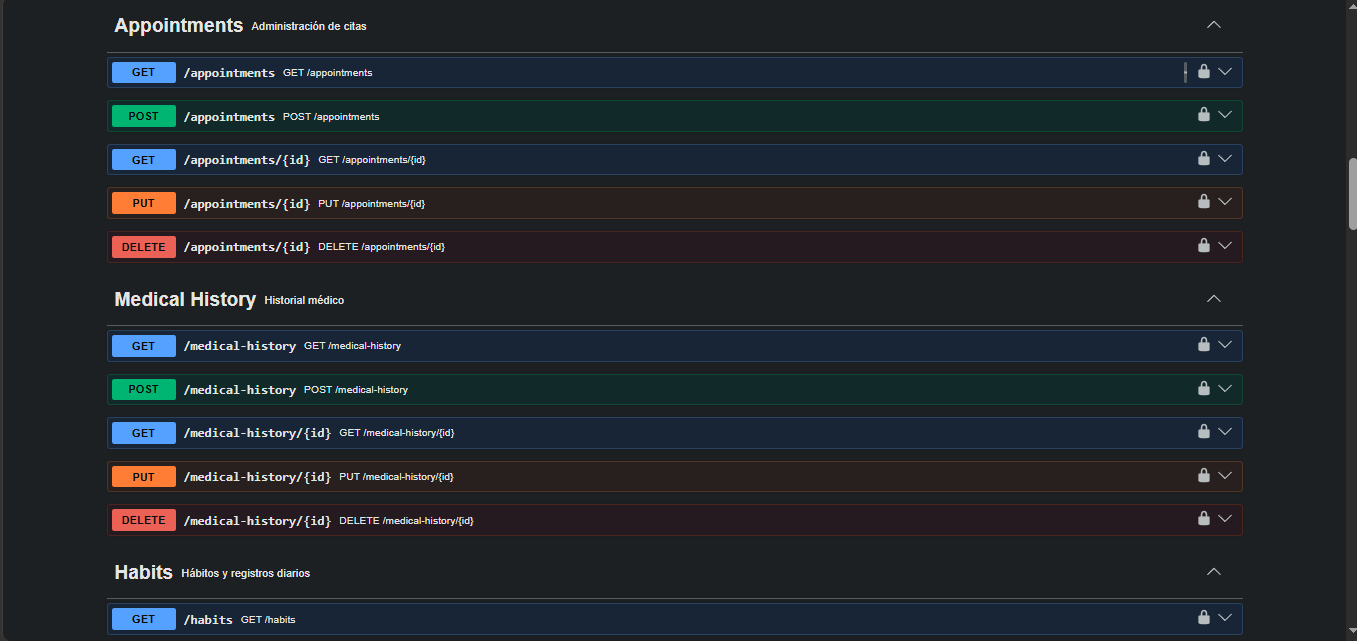 Appointments Administración de citas
GET /appointments GET /appointments
POST /appointments POST /appointments
GET /appointments/{id} GET /appointments/{id}
PUT /appointments/{id} PUT /appointments/{id}
DELETE /appointments/{id} DELETE /appointments/{id}
Medical History Historial médico
GET /medical-history GET /medical-history
POST /medical-history POST /medical-history
GET /medical-history/{id} GET /medical-history/{id}
PUT /medical-history/{id} PUT /medical-history/{id}
DELETE /medical-history/{id} DELETE /medical-history/{id}
Habits Hábitos y registros diarios
GET /habits GET /habits